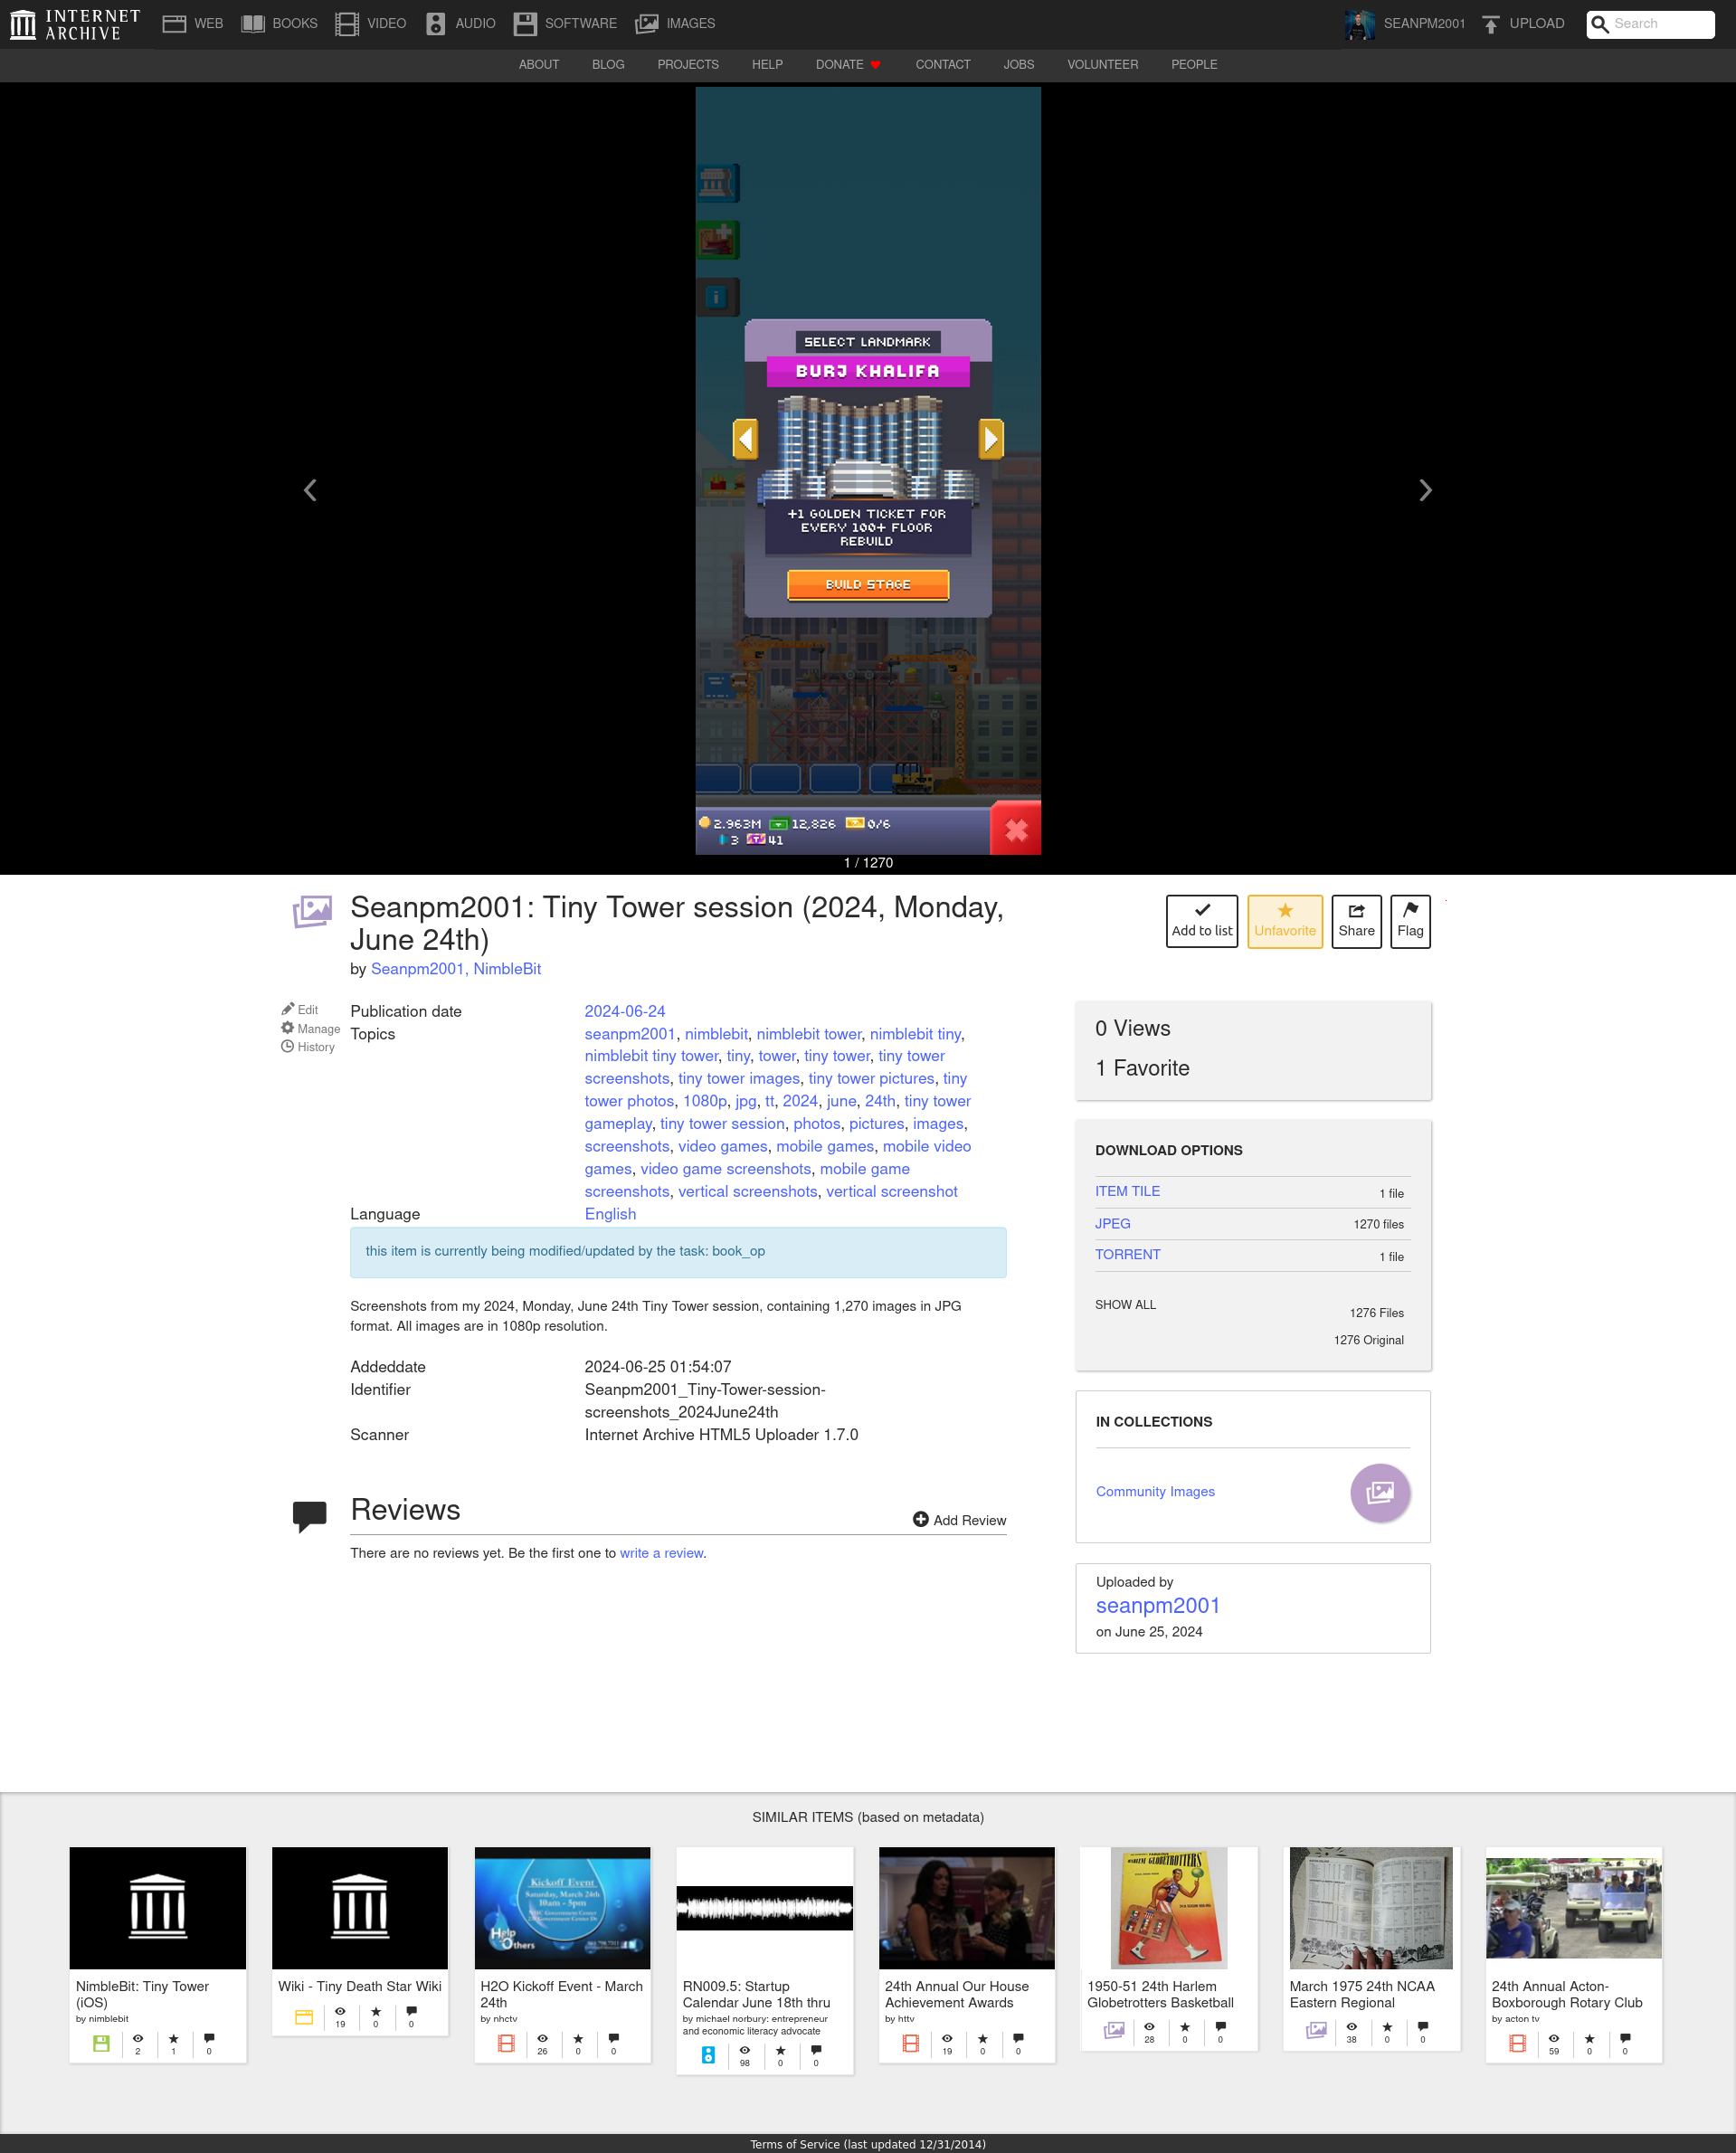 INTERNET ARCHIVE WEB BOOKS VIDEO AUDIO SOFTWARE IMAGES SEANPM2001 UPLOAD Search
ABOUT BLOG PROJECTS HELP DONATE CONTACT JOBS VOLUNTEER PEOPLE
SELECT LANDMARK
BURJ KHALIFA
+1 GOLDEN TICKET FOR
EVERY 100+ FLOOR
REBUILD
BUILD STAGE
2.963M 12,826 0/6
3 41
1 / 1270
Seanpm2001: Tiny Tower session (2024, Monday,
June 24th)
by Seanpm2001, NimbleBit
Add to list Unfavorite Share Flag
Edit
Manage
History
Publication date 2024-06-24
Topics seanpm2001, nimblebit, nimblebit tower, nimblebit tiny,
nimblebit tiny tower, tiny, tower, tiny tower, tiny tower
screenshots, tiny tower images, tiny tower pictures, tiny
tower photos, 1080p, jpg, tt, 2024, june, 24th, tiny tower
gameplay, tiny tower session, photos, pictures, images,
screenshots, video games, mobile games, mobile video
games, video game screenshots, mobile game
screenshots, vertical screenshots, vertical screenshot
Language English
this item is currently being modified/updated by the task: book_op
Screenshots from my 2024, Monday, June 24th Tiny Tower session, containing 1,270 images in JPG
format. All images are in 1080p resolution.
Addeddate 2024-06-25 01:54:07
Identifier Seanpm2001_Tiny-Tower-session-
screenshots_2024June24th
Scanner Internet Archive HTML5 Uploader 1.7.0
Reviews
Add Review
There are no reviews yet. Be the first one to write a review.
0 Views
1 Favorite
DOWNLOAD OPTIONS
ITEM TILE 1 file
JPEG 1270 files
TORRENT 1 file
SHOW ALL 1276 Files
1276 Original
IN COLLECTIONS
Community Images
Uploaded by
seanpm2001
on June 25, 2024
SIMILAR ITEMS (based on metadata)
NimbleBit: Tiny Tower
(iOS)
by nimblebit
2 1 0
Wiki - Tiny Death Star Wiki
19 0 0
Kickoff Event
Saturday, March 24th
10am - 5pm
Help Others
H2O Kickoff Event - March
24th
by nhctv
26 0 0
RN009.5: Startup
Calendar June 18th thru
by michael norbury: entrepreneur
and economic literacy advocate
98 0 0
24th Annual Our House
Achievement Awards
by httv
19 0 0
HARLEM GLOBETROTTERS
1950-51 24th Harlem
Globetrotters Basketball
28 0 0
March 1975 24th NCAA
Eastern Regional
38 0 0
24th Annual Acton-
Boxborough Rotary Club
by acton tv
59 0 0
Terms of Service (last updated 12/31/2014)